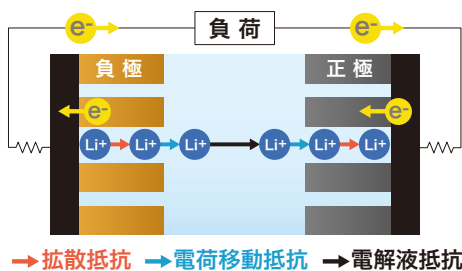 e- 負荷 e-
負極 正極
e- e-
Li+ Li+ Li+ Li+ Li+ Li+
→拡散抵抗 →電荷移動抵抗 →電解液抵抗